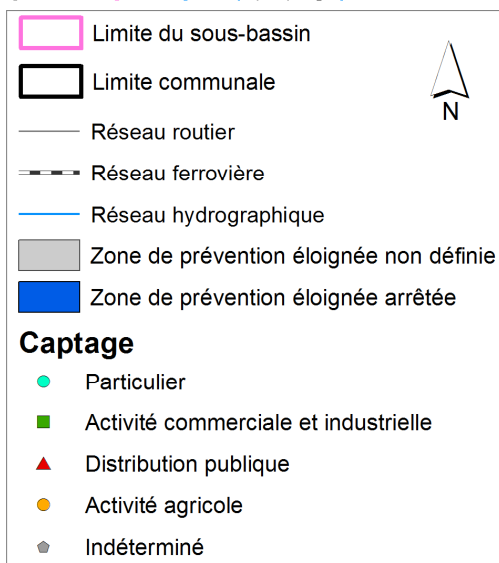 Limite du sous-bassin
Limite communale
N
Réseau routier
Réseau ferrovière
Réseau hydrographique
Zone de prévention éloignée non définie
Zone de prévention éloignée arrêtée
Captage
Particulier
Activité commerciale et industrielle
Distribution publique
Activité agricole
Indéterminé